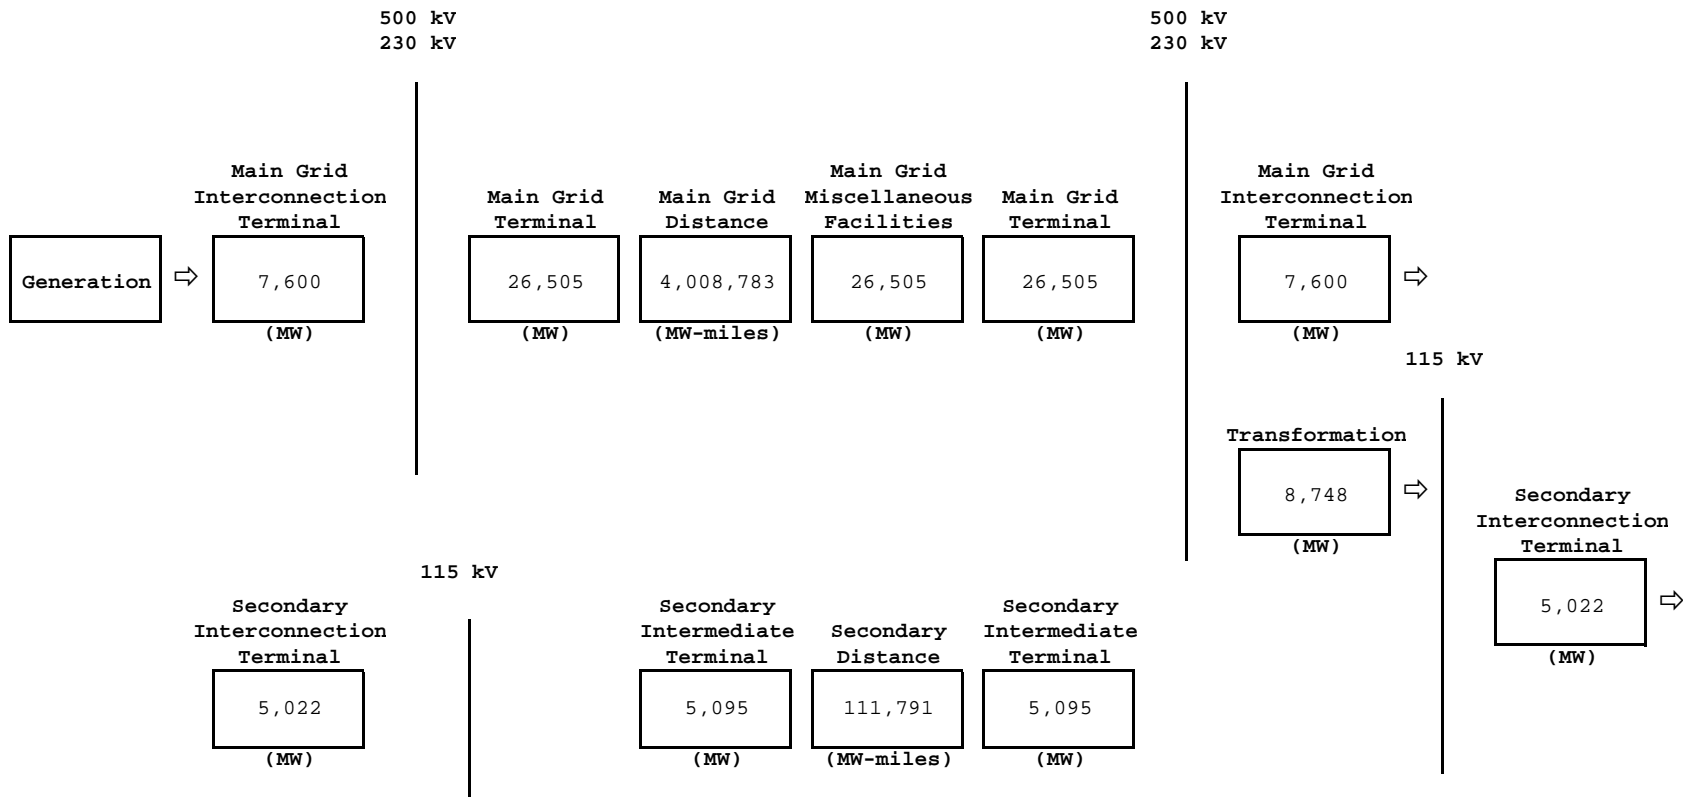 500 kV
230 kV
500 kV
230 kV
Main Grid
Interconnection
Terminal
Main Grid
Terminal
Main Grid
Distance
Main Grid
Miscellaneous
Facilities
Main Grid
Terminal
Main Grid
Interconnection
Terminal
Generation
7,600
26,505
4,008,783
26,505
26,505
7,600
(MW)
(MW)
(MW-miles)
(MW)
(MW)
(MW)
115 kV
Transformation
8,748
(MW)
Secondary
Interconnection
Terminal
5,022
(MW)
115 kV
Secondary
Interconnection
Terminal
Secondary
Intermediate
Terminal
Secondary
Distance
Secondary
Intermediate
Terminal
5,022
5,095
111,791
5,095
(MW)
(MW)
(MW-miles)
(MW)